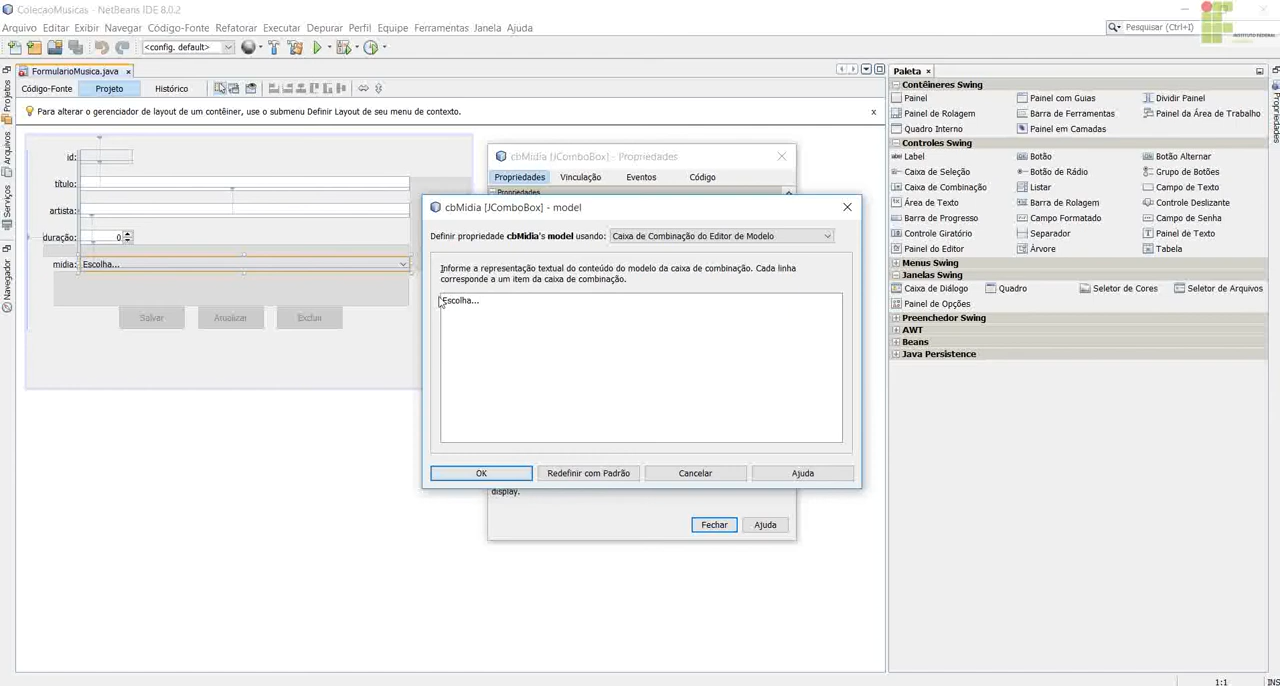 ColecaoMusicas - NetBeans IDE 8.0.2
Arquivo Editar Exibir Navegar Código-Fonte Refatorar Executar Depurar Perfil Equipe Ferramentas Janela Ajuda
Pesquisar (Ctrl+I)
INSTITUTO FEDERAL
<config. default>
FormularioMusica.java
Código-Fonte Projeto Histórico
Para alterar o gerenciador de layout de um contêiner, use o submenu Definir Layout de seu menu de contexto.
Projetos
Arquivos
Serviços
Navegador
id:
título:
artista:
duração: 0
midia: Escolha...
Salvar Atualizar Excluir
cbMidia [JComboBox] - Propriedades
Propriedades Vinculação Eventos Código
Propriedades
cbMidia [JComboBox] - model
Definir propriedade cbMidia's model usando: Caixa de Combinação do Editor de Modelo
Informe a representação textual do conteúdo do modelo da caixa de combinação. Cada linha
corresponde a um item da caixa de combinação.
Escolha...
OK Redefinir com Padrão Cancelar Ajuda
display.
Fechar Ajuda
Paleta
Contêineres Swing
Painel Painel com Guias Dividir Painel
Painel de Rolagem Barra de Ferramentas Painel da Área de Trabalho
Quadro Interno Painel em Camadas
Controles Swing
Label Botão Botão Alternar
Caixa de Seleção Botão de Rádio Grupo de Botões
Caixa de Combinação Listar Campo de Texto
Área de Texto Barra de Rolagem Controle Deslizante
Barra de Progresso Campo Formatado Campo de Senha
Controle Giratório Separador Painel de Texto
Painel do Editor Árvore Tabela
Menus Swing
Janelas Swing
Caixa de Diálogo Quadro Seletor de Cores Seletor de Arquivos
Painel de Opções
Preenchedor Swing
AWT
Beans
Java Persistence
Propriedades
1:1 INS